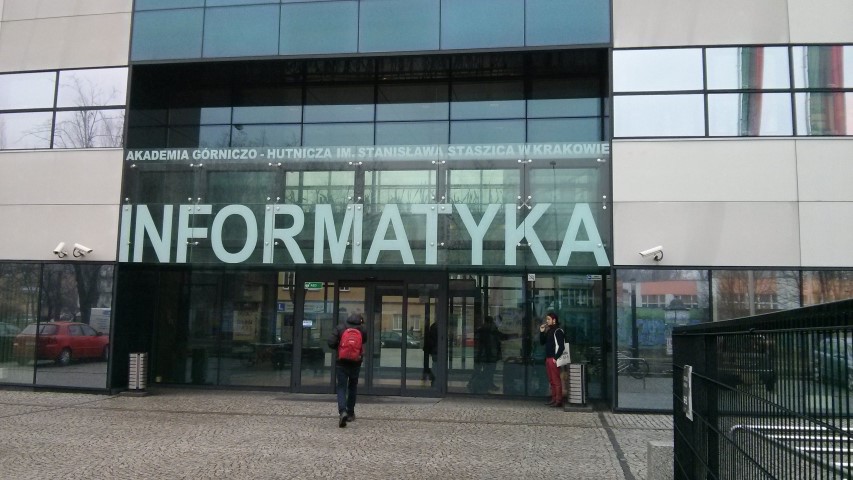 AKADEMIA GÓRNICZO - HUTNICZA IM. STANISŁAWA STASZICA W KRAKOWIE
INFORMATYKA